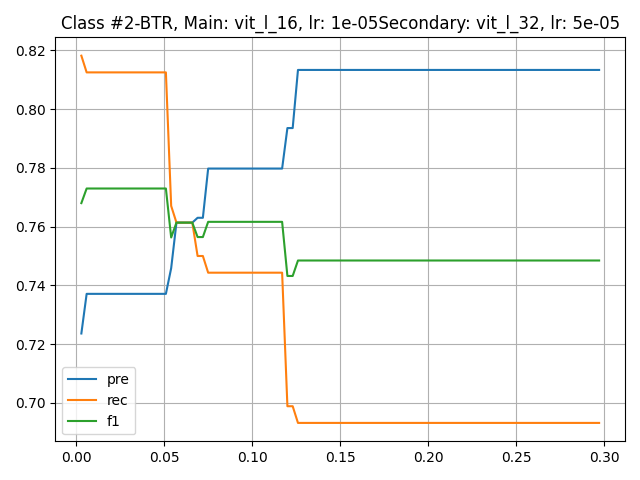 Class #2-BTR, Main: vit_l_16, lr: 1e-05Secondary: vit_l_32, lr: 5e-05
0.82
0.80
0.78
0.76
0.74
0.72
0.70
pre
rec
f1
0.00 0.05 0.10 0.15 0.20 0.25 0.30